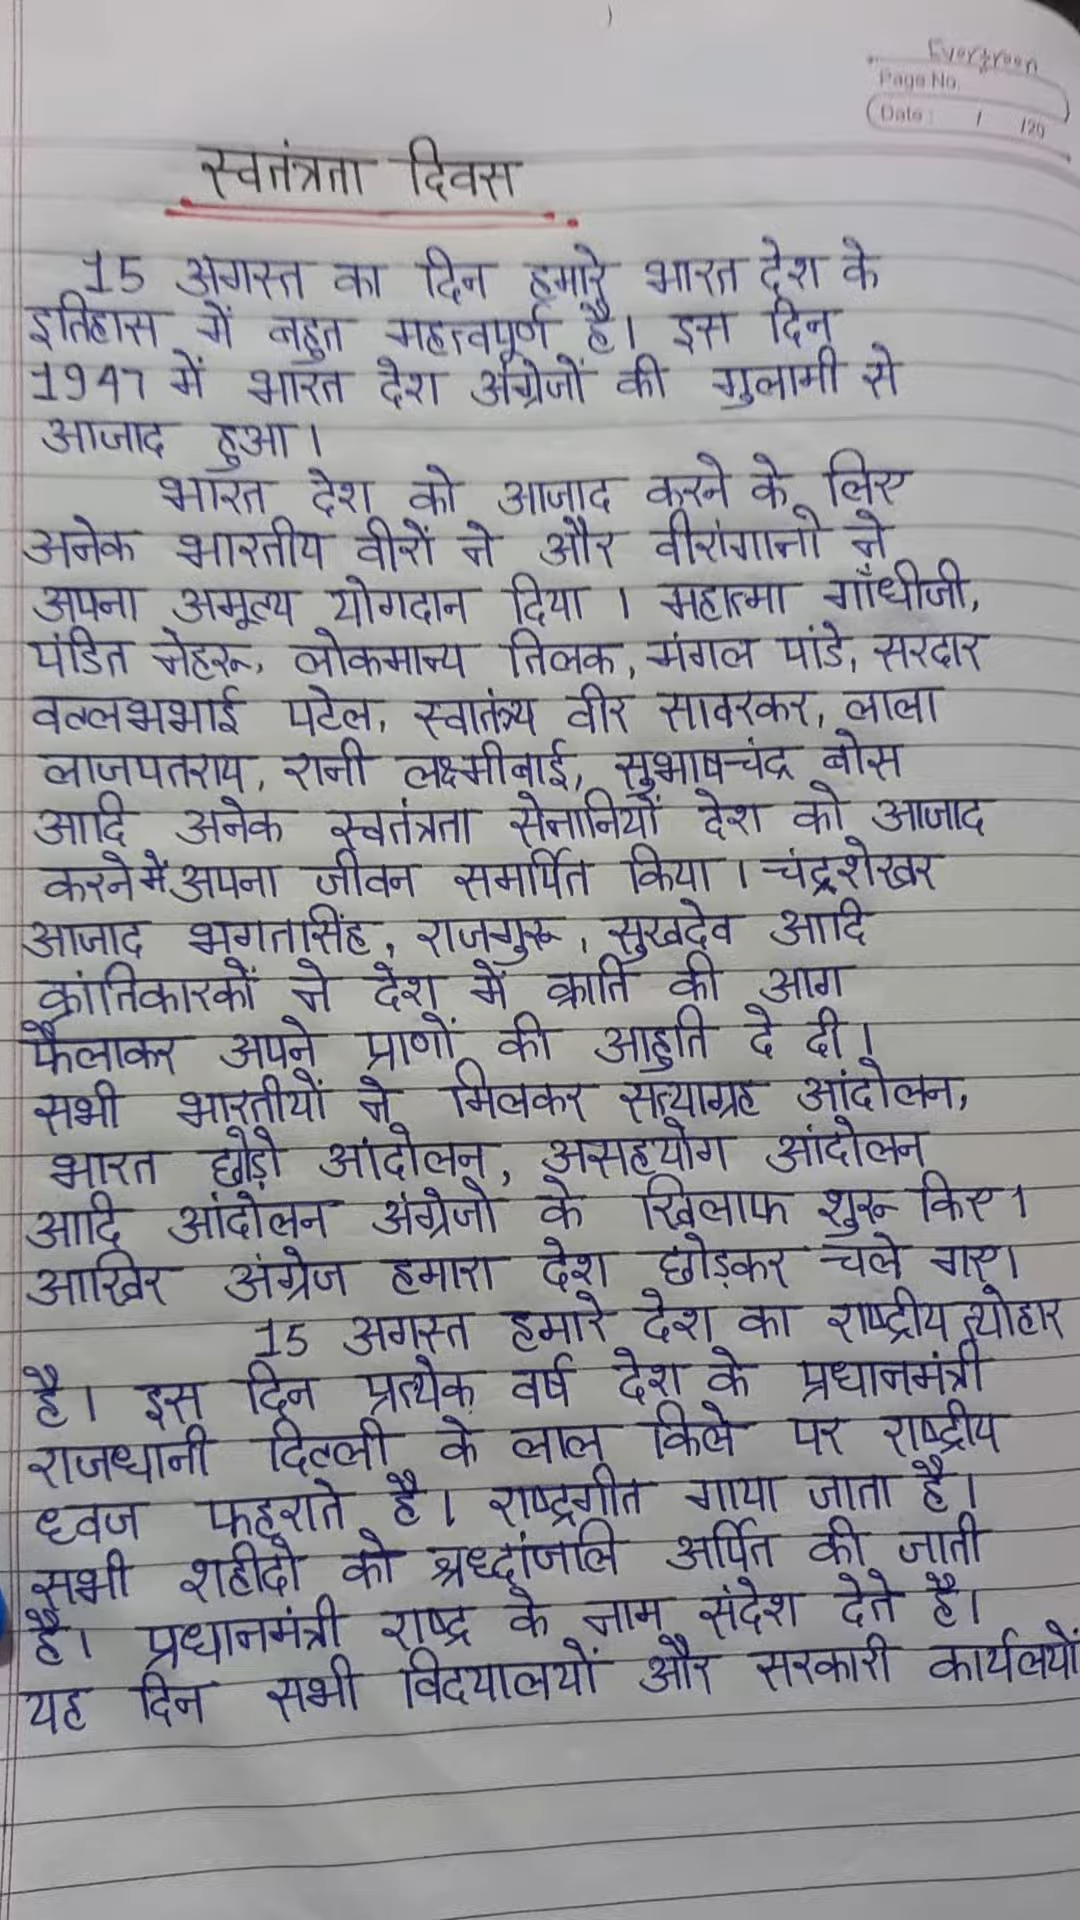 Evergreen
Page No.
Date : / /20
स्वतंत्रता दिवस
15 अगस्त का दिन हमारे भारत देश के
इतिहास में बहुत महत्त्वपूर्ण है। इस दिन
1947 में भारत देश अंग्रेजों की गुलामी से
आजाद हुआ।
भारत देश को आजाद करने के लिए
अनेक भारतीय वीरों ने और वीरांगानो ने
अपना अमूल्य योगदान दिया । महात्मा गाँधीजी,
पंडित नेहरू, लोकमान्य तिलक, मंगल पांडे, सरदार
वल्लभभाई पटेल, स्वातंत्र्य वीर सावरकर, लाला
लाजपतराय, रानी लक्ष्मीबाई, सुभाषचंद्र बोस
आदि अनेक स्वतंत्रता सेनानियों देश को आजाद
करने में अपना जीवन समर्पित किया । चंद्रशेखर
आजाद भगतसिंह, राजगुरू, सुखदेव आदि
क्रांतिकारकों ने देश में क्राति की आग
फैलाकर अपने प्राणों की आहुति दे दी।
सभी भारतीयों ने मिलकर सत्याग्रह आंदोलन,
भारत छोड़ो आंदोलन, असहयोग आंदोलन
आदि आंदोलन अंग्रेजो के खिलाफ शुरू किए।
आखिर अंग्रेज हमारा देश छोड़कर चले गए।
15 अगस्त हमारे देश का राष्ट्रीय त्योहार
है। इस दिन प्रत्येक वर्ष देश के प्रधानमंत्री
राजधानी दिल्ली के लाल किले पर राष्ट्रीय
ध्वज फहराते है। राष्ट्रगीत गाया जाता है।
सभी शहीदो को श्रध्दांजलि अर्पित की जाती
है। प्रधानमंत्री राष्ट्र के नाम संदेश देते है।
यह दिन सभी विदयालयों और सरकारी कार्यलयों